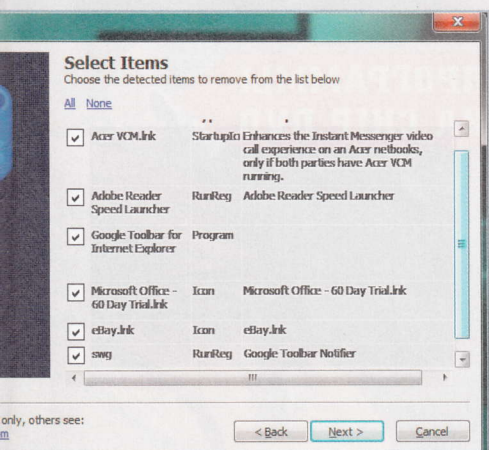 Select Items
Choose the detected items to remove from the list below
All None
Acer VCM.lnk StartupIn Enhances the Instant Messenger video
call experience on an Acer netbooks,
only if both parties have Acer VCM
running.
Adobe Reader RunReg Adobe Reader Speed Launcher
Speed Launcher
Google Toolbar for Program
Internet Explorer
Microsoft Office - Icon Microsoft Office - 60 Day Trial.lnk
60 Day Trial.lnk
eBay.lnk Icon eBay.lnk
swg RunReg Google Toolbar Notifier
only, others see:
m
< Back Next > Cancel